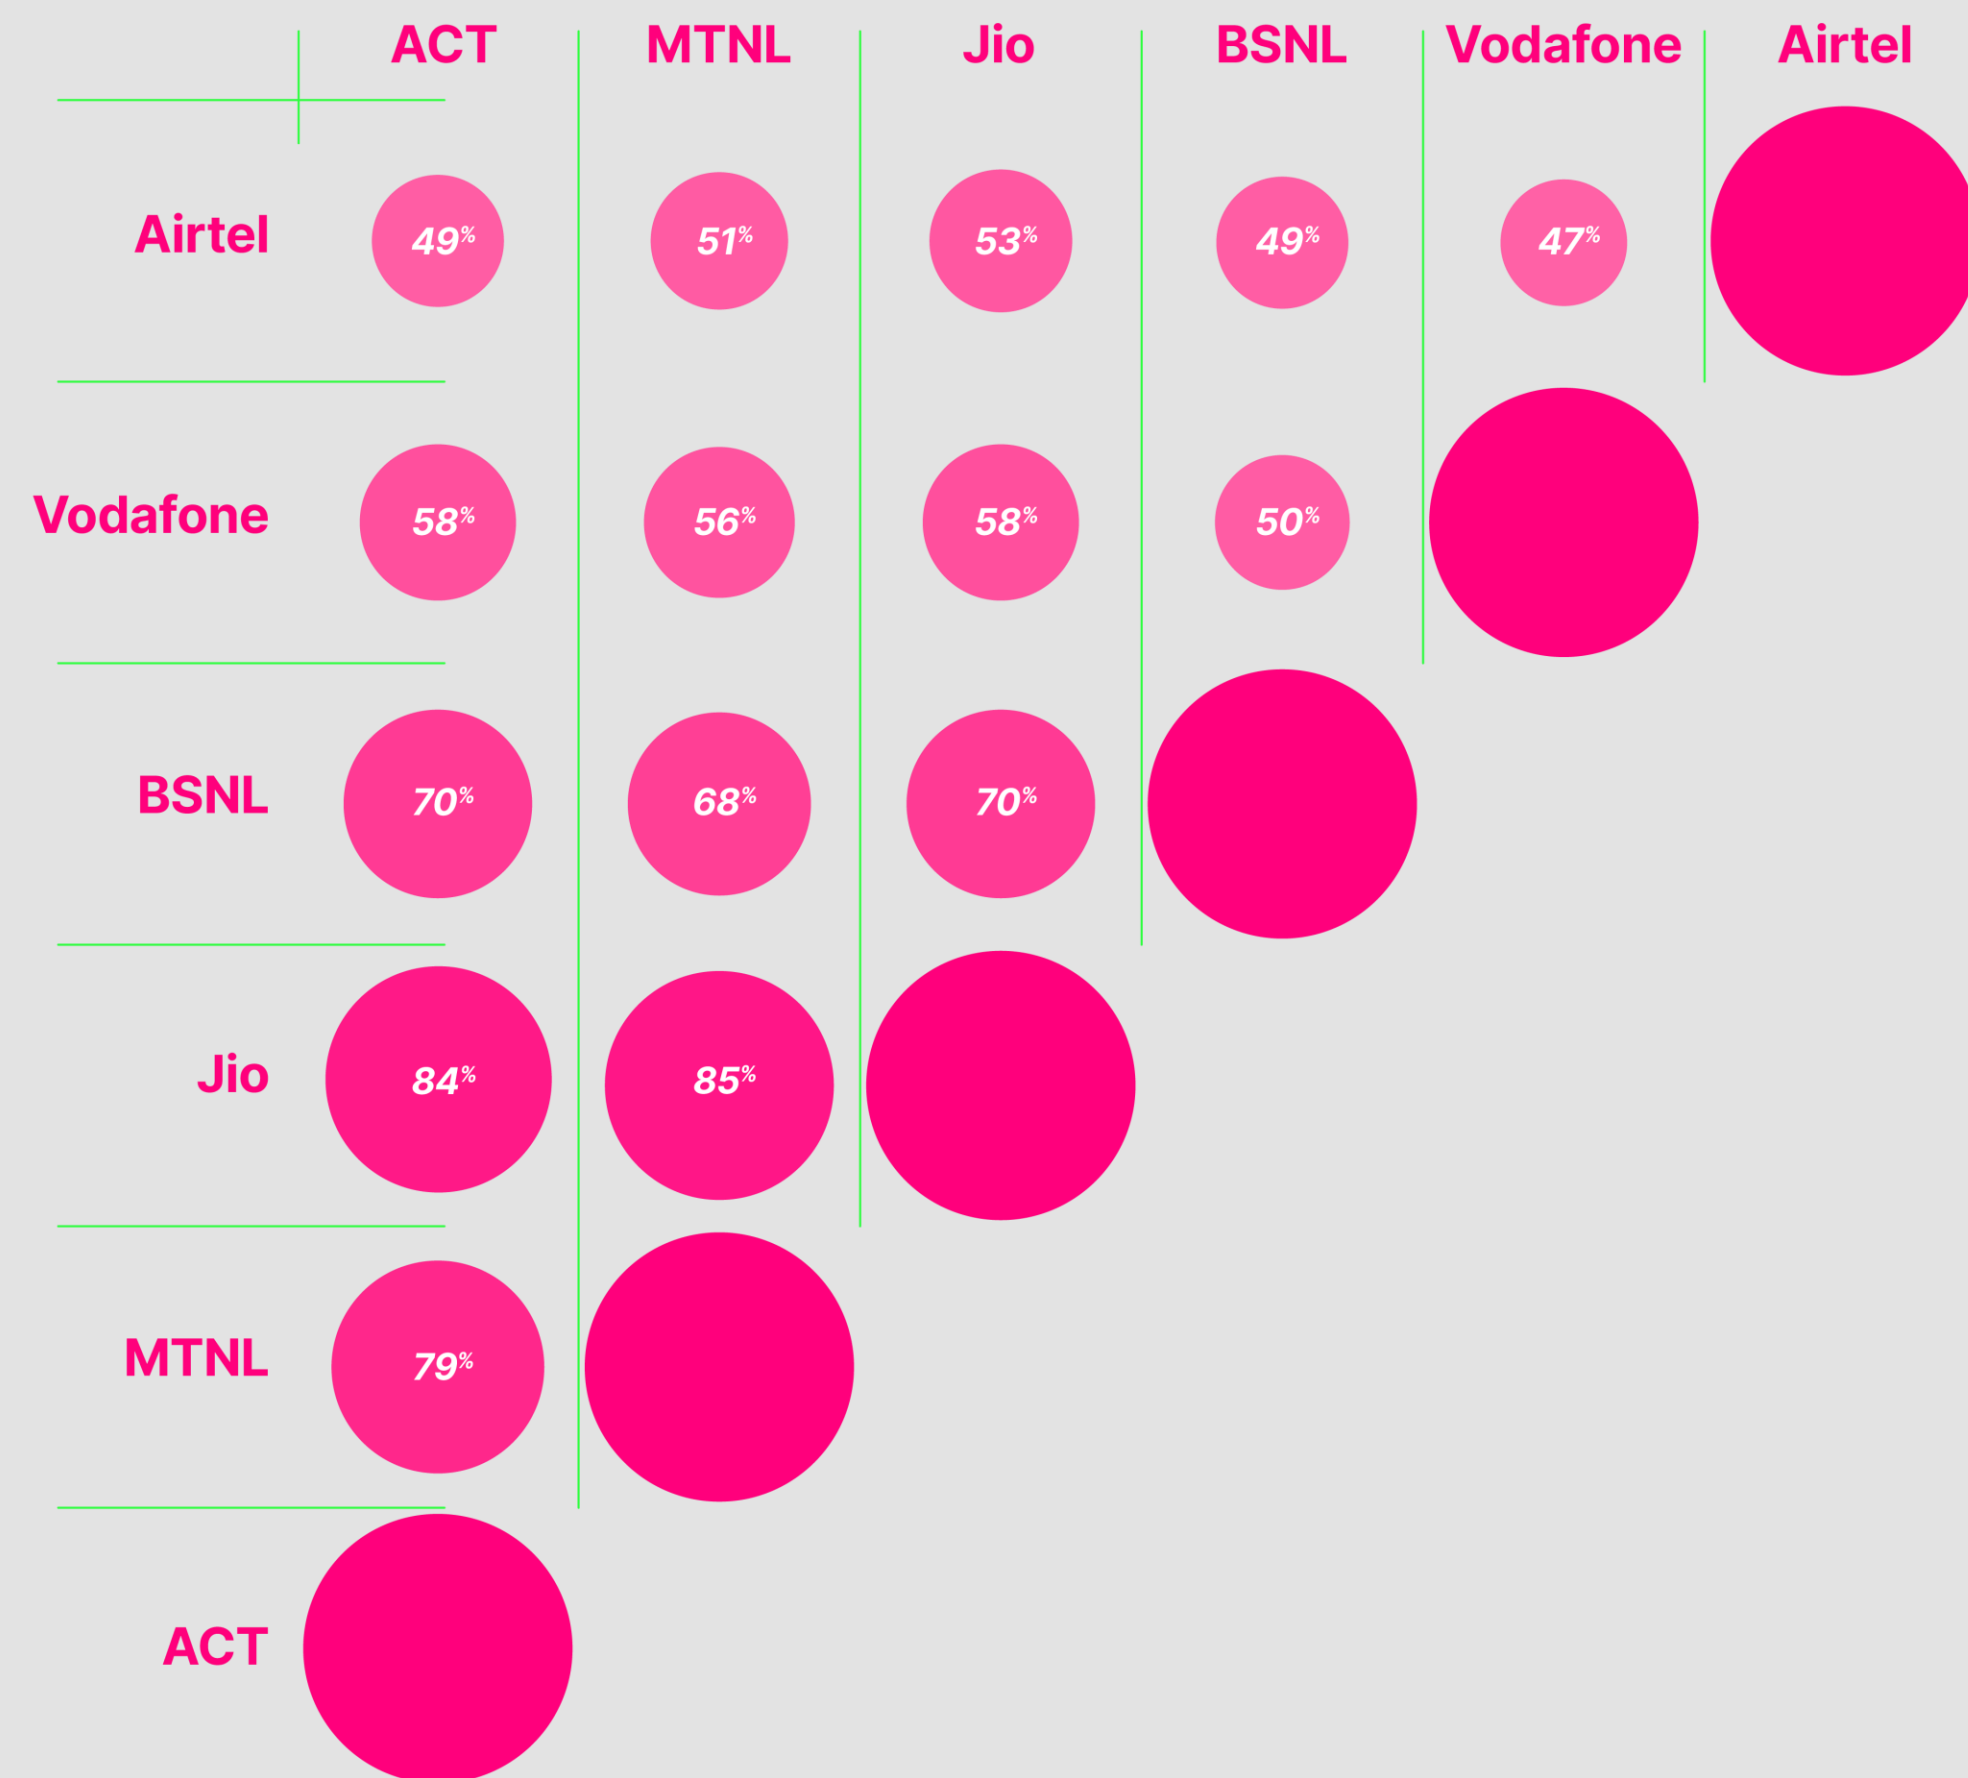 ACT MTNL Jio BSNL Vodafone Airtel
Airtel 49% 51% 53% 49% 47%
Vodafone 58% 56% 58% 50%
BSNL 70% 68% 70%
Jio 84% 85%
MTNL 79%
ACT